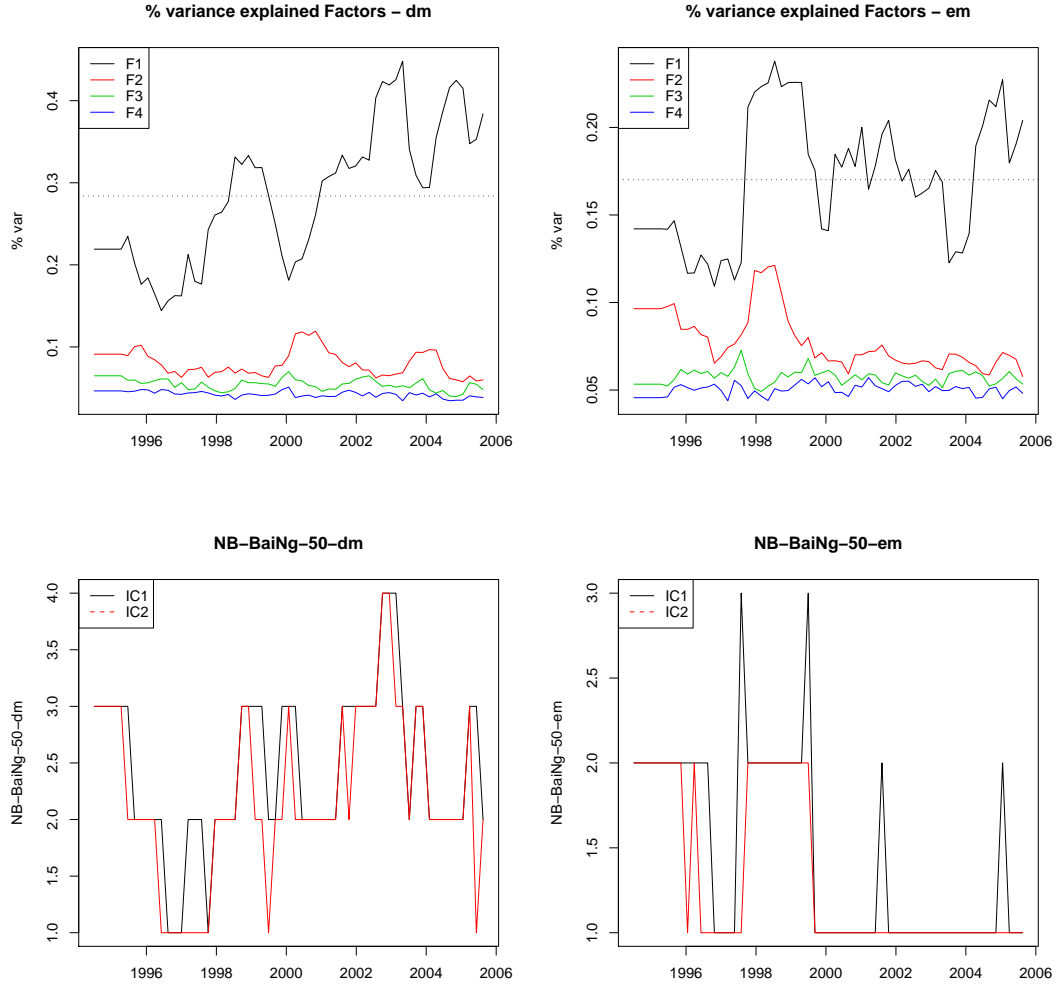 % variance explained Factors – dm
F1
F2
F3
F4
% var
0.1
0.2
0.3
0.4
1996 1998 2000 2002 2004 2006
% variance explained Factors – em
F1
F2
F3
F4
% var
0.05
0.10
0.15
0.20
1996 1998 2000 2002 2004 2006
NB–BaiNg–50–dm
IC1
IC2
NB–BaiNg–50–dm
1.0
1.5
2.0
2.5
3.0
3.5
4.0
1996 1998 2000 2002 2004 2006
NB–BaiNg–50–em
IC1
IC2
NB–BaiNg–50–em
1.0
1.5
2.0
2.5
3.0
1996 1998 2000 2002 2004 2006